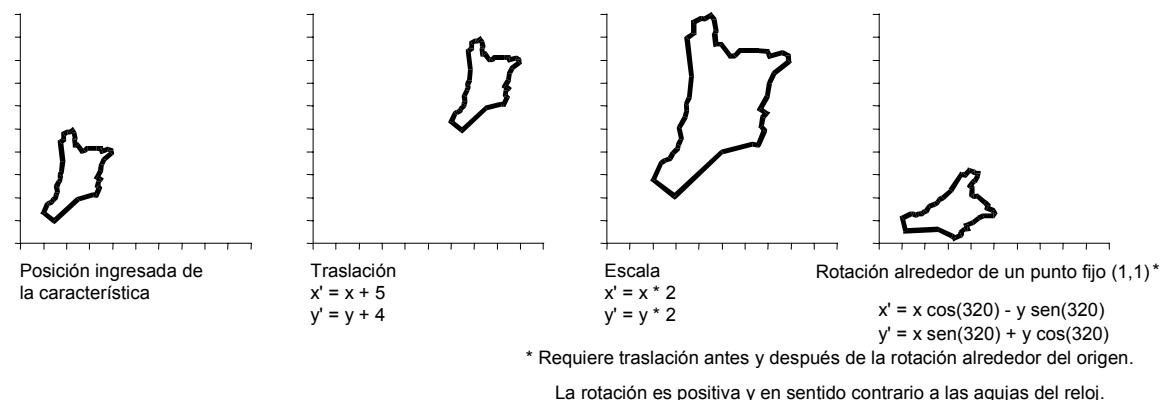 Posición ingresada de
la característica
Traslación
x' = x + 5
y' = y + 4
Escala
x' = x * 2
y' = y * 2
Rotación alrededor de un punto fijo (1,1) *
x' = x cos(320) - y sen(320)
y' = x sen(320) + y cos(320)
* Requiere traslación antes y después de la rotación alrededor del origen.
La rotación es positiva y en sentido contrario a las agujas del reloj.